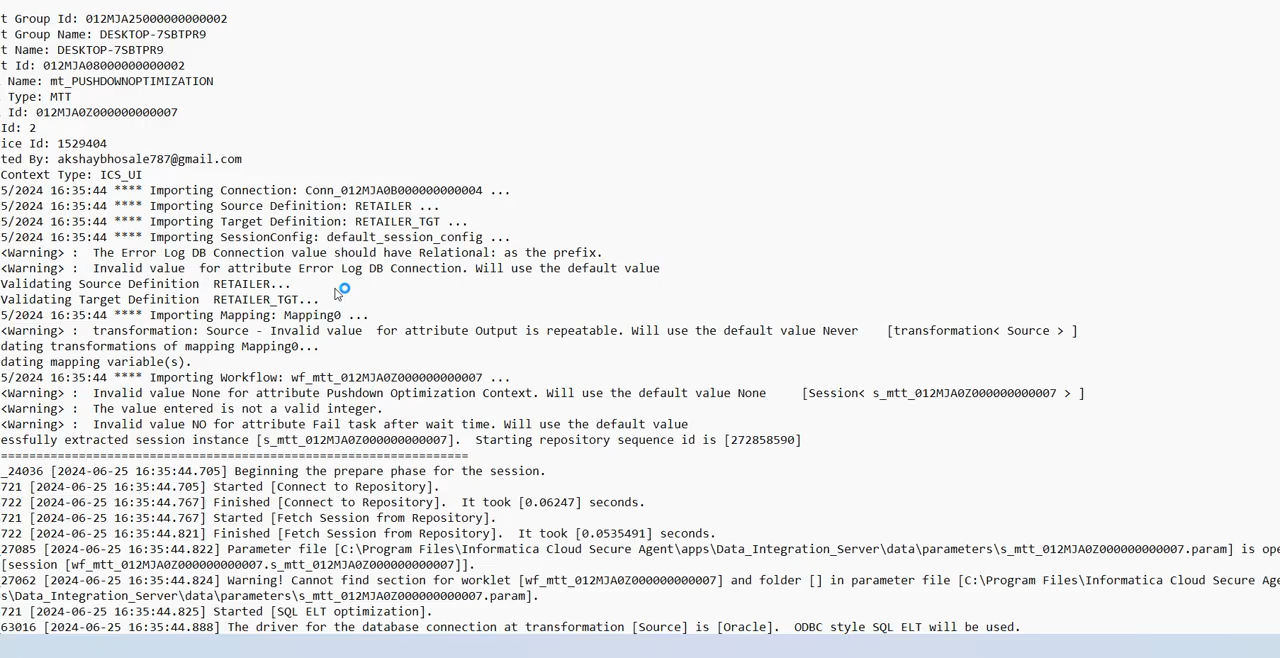 t Group Id: 012MJA25000000000002
t Group Name: DESKTOP-7SBTPR9
t Name: DESKTOP-7SBTPR9
t Id: 012MJA08000000000002
Name: mt_PUSHDOWNOPTIMIZATION
Type: MTT
Id: 012MJA0Z000000000007
Id: 2
ice Id: 1529404
ted By: akshaybhosale787@gmail.com
Context Type: ICS_UI
5/2024 16:35:44 **** Importing Connection: Conn_012MJA0B000000000004 ...
5/2024 16:35:44 **** Importing Source Definition: RETAILER ...
5/2024 16:35:44 **** Importing Target Definition: RETAILER_TGT ...
5/2024 16:35:44 **** Importing SessionConfig: default_session_config ...
<Warning> :  The Error Log DB Connection value should have Relational: as the prefix.
<Warning> :  Invalid value  for attribute Error Log DB Connection. Will use the default value
Validating Source Definition  RETAILER...
Validating Target Definition  RETAILER_TGT...
5/2024 16:35:44 **** Importing Mapping: Mapping0 ...
<Warning> :  transformation: Source - Invalid value  for attribute Output is repeatable. Will use the default value Never    [transformation< Source > ]
dating transformations of mapping Mapping0...
dating mapping variable(s).
5/2024 16:35:44 **** Importing Workflow: wf_mtt_012MJA0Z000000000007 ...
<Warning> :  Invalid value None for attribute Pushdown Optimization Context. Will use the default value None     [Session< s_mtt_012MJA0Z000000000007 > ]
<Warning> :  The value entered is not a valid integer.
<Warning> :  Invalid value NO for attribute Fail task after wait time. Will use the default value
essfully extracted session instance [s_mtt_012MJA0Z000000000007].  Starting repository sequence id is [272858590]
==================================================================
_24036 [2024-06-25 16:35:44.705] Beginning the prepare phase for the session.
721 [2024-06-25 16:35:44.705] Started [Connect to Repository].
722 [2024-06-25 16:35:44.767] Finished [Connect to Repository].  It took [0.06247] seconds.
721 [2024-06-25 16:35:44.767] Started [Fetch Session from Repository].
722 [2024-06-25 16:35:44.821] Finished [Fetch Session from Repository].  It took [0.0535491] seconds.
27085 [2024-06-25 16:35:44.822] Parameter file [C:\Program Files\Informatica Cloud Secure Agent\apps\Data_Integration_Server\data\parameters\s_mtt_012MJA0Z000000000007.param] is ope
[session [wf_mtt_012MJA0Z000000000007.s_mtt_012MJA0Z000000000007]].
_27062 [2024-06-25 16:35:44.824] Warning! Cannot find section for worklet [wf_mtt_012MJA0Z000000000007] and folder [] in parameter file [C:\Program Files\Informatica Cloud Secure Age
s\Data_Integration_Server\data\parameters\s_mtt_012MJA0Z000000000007.param].
721 [2024-06-25 16:35:44.825] Started [SQL ELT optimization].
63016 [2024-06-25 16:35:44.888] The driver for the database connection at transformation [Source] is [Oracle].  ODBC style SQL ELT will be used.